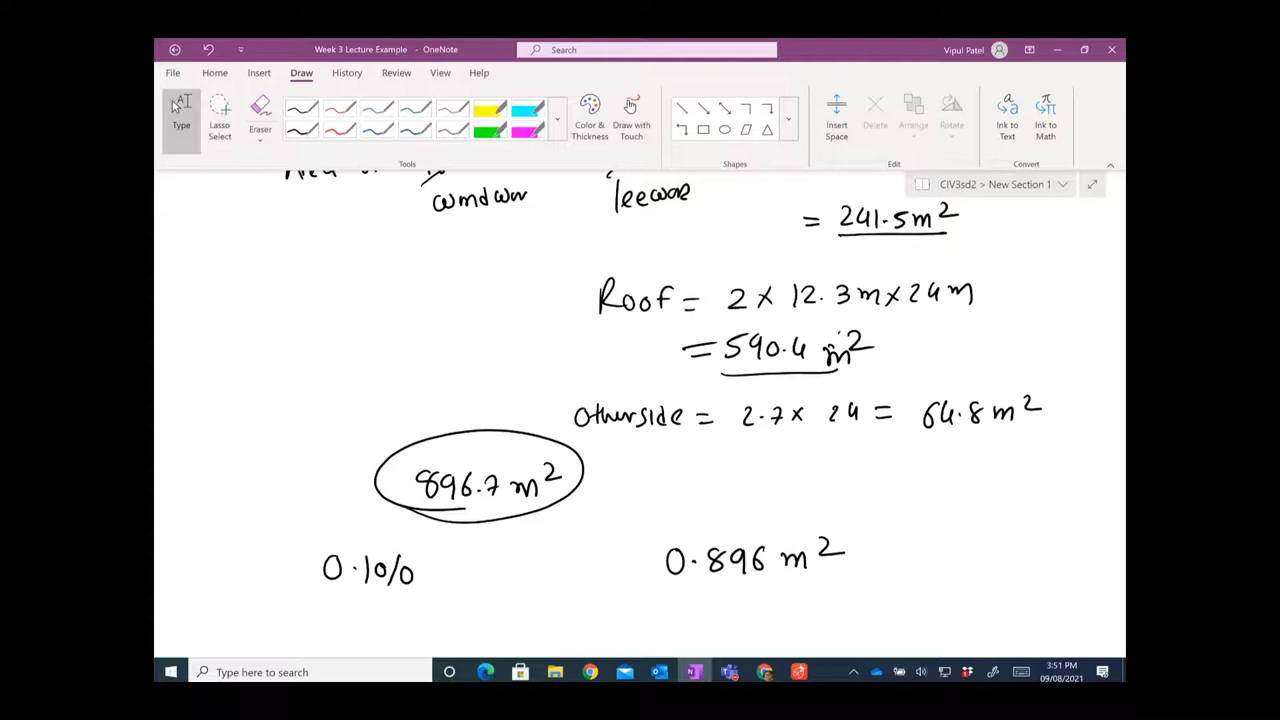 Week 3 Lecture Example - OneNote
Search
Vipul Patel
File Home Insert Draw History Review View Help
Type
Lasso Select
Eraser
Color & Thickness
Draw with Touch
Insert Space
Delete
Arrange
Rotate
Ink to Text
Ink to Math
Tools
Shapes
Edit
Convert
CIV3sd2 > New Section 1
= 241.5 m²
Roof = 2 x 12.3m x 24m
= 590.4 m²
Otherside = 2.7 x 24 = 64.8 m²
896.7 m²
0.1 0/0
0.896 m²
Type here to search
3:51 PM
09/08/2021